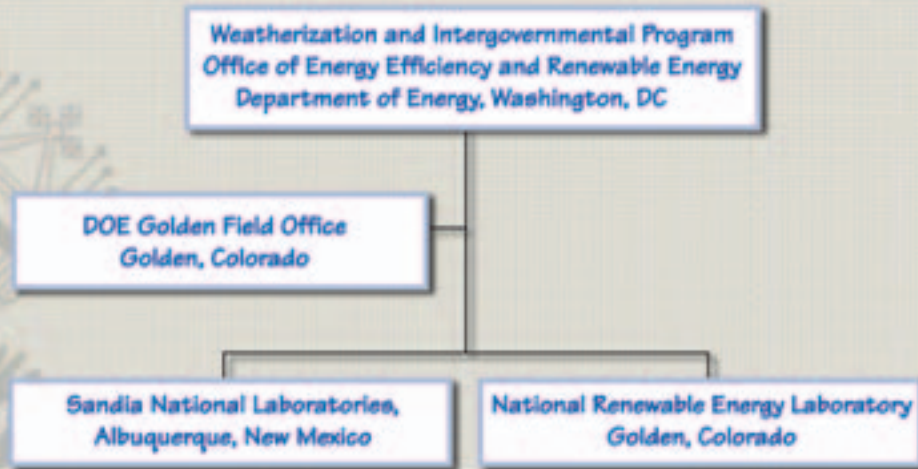 Weatherization and Intergovernmental Program
Office of Energy Efficiency and Renewable Energy
Department of Energy, Washington, DC
DOE Golden Field Office
Golden, Colorado
Sandia National Laboratories,
Albuquerque, New Mexico
National Renewable Energy Laboratory
Golden, Colorado